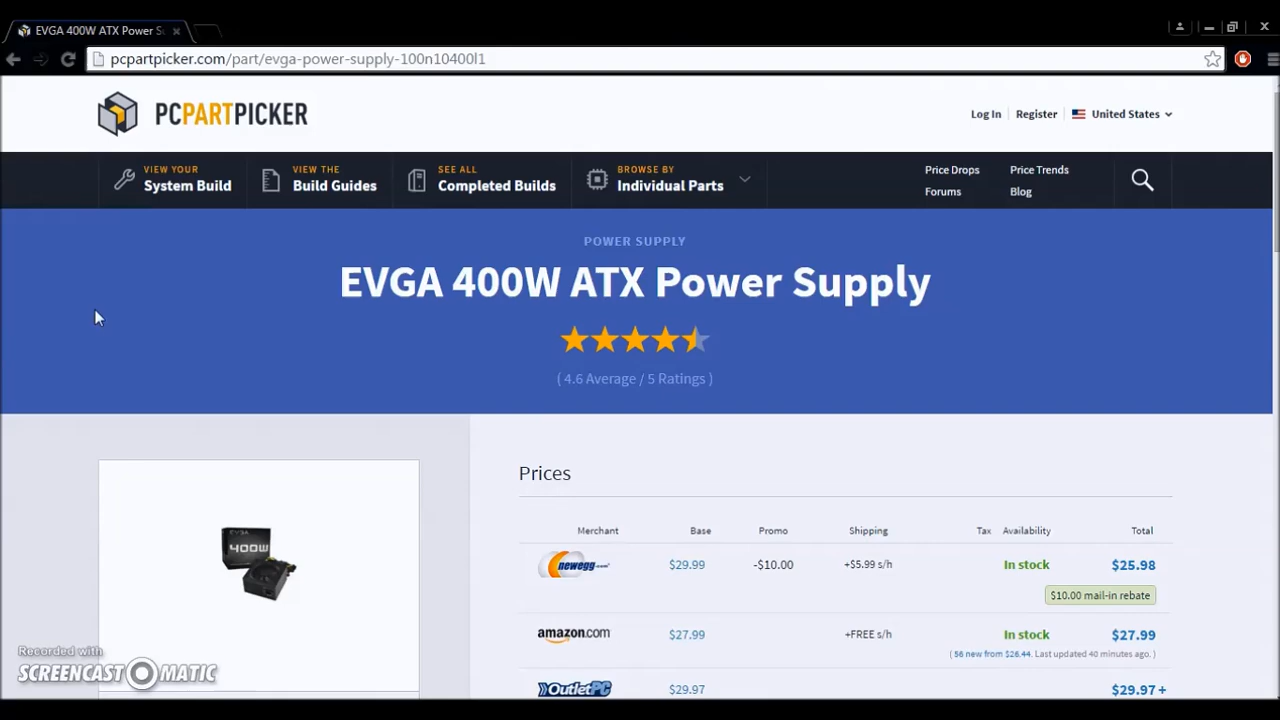 EVGA 400W ATX Power Su
pcpartpicker.com/part/evga-power-supply-100n10400l1
PCPARTPICKER
Log In Register United States
VIEW YOUR
System Build
VIEW THE
Build Guides
SEE ALL
Completed Builds
BROWSE BY
Individual Parts
Price Drops Price Trends
Forums Blog
POWER SUPPLY
EVGA 400W ATX Power Supply
( 4.6 Average / 5 Ratings )
Prices
Merchant Base Promo Shipping Tax Availability Total
newegg.com $29.99 -$10.00 +$5.99 s/h In stock $25.98
$10.00 mail-in rebate
amazon.com $27.99 +FREE s/h In stock $27.99
( 56 new from $26.44. Last updated 40 minutes ago. )
OutletPC $29.97 $29.97 +
EVGA
400W
Recorded with
SCREENCAST MATIC